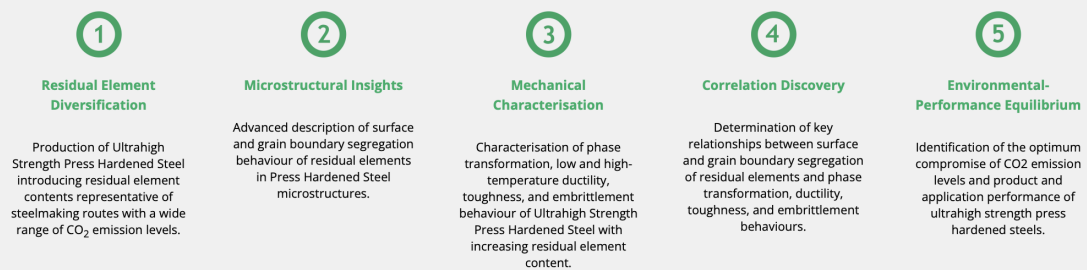 1
Residual Element
Diversification
Production of Ultrahigh
Strength Press Hardened Steel
introducing residual element
contents representative of
steelmaking routes with a wide
range of CO2 emission levels.
2
Microstructural Insights
Advanced description of surface
and grain boundary segregation
behaviour of residual elements
in Press Hardened Steel
microstructures.
3
Mechanical
Characterisation
Characterisation of phase
transformation, low and high-
temperature ductility,
toughness, and embrittlement
behaviour of Ultrahigh Strength
Press Hardened Steel with
increasing residual element
content.
4
Correlation Discovery
Determination of key
relationships between surface
and grain boundary segregation
of residual elements and phase
transformation, ductility,
toughness, and embrittlement
behaviours.
5
Environmental-
Performance Equilibrium
Identification of the optimum
compromise of CO2 emission
levels and product and
application performance of
ultrahigh strength press
hardened steels.